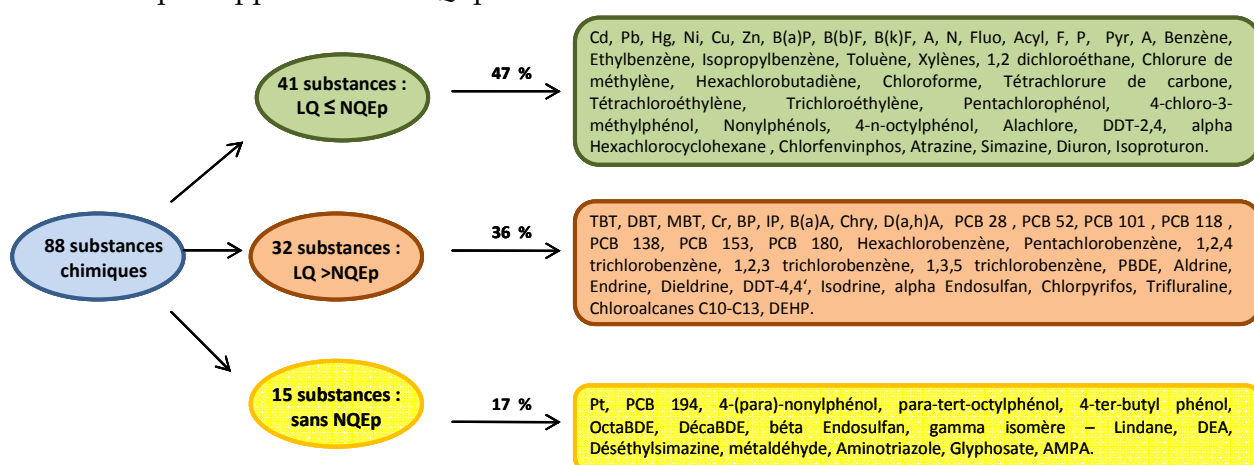 41 substances :
LQ ≤ NQEp
47 %
Cd, Pb, Hg, Ni, Cu, Zn, B(a)P, B(b)F, B(k)F, A, N, Fluo, Acyl, F, P, Pyr, A, Benzène,
Ethylbenzène, Isopropylbenzène, Toluène, Xylènes, 1,2 dichloroéthane, Chlorure de
méthylène, Hexachlorobutadiène, Chloroforme, Tétrachlorure de carbone,
Tétrachloroéthylène, Trichloroéthylène, Pentachlorophénol, 4-chloro-3-
méthylphénol, Nonylphénols, 4-n-octylphénol, Alachlore, DDT-2,4, alpha
Hexachlorocyclohexane , Chlorfenvinphos, Atrazine, Simazine, Diuron, Isoproturon.
88 substances
chimiques
32 substances :
LQ >NQEp
36 %
TBT, DBT, MBT, Cr, BP, IP, B(a)A, Chry, D(a,h)A, PCB 28 , PCB 52, PCB 101 , PCB 118 ,
PCB 138, PCB 153, PCB 180, Hexachlorobenzène, Pentachlorobenzène, 1,2,4
trichlorobenzène, 1,2,3 trichlorobenzène, 1,3,5 trichlorobenzène, PBDE, Aldrine,
Endrine, Dieldrine, DDT-4,4‘, Isodrine, alpha Endosulfan, Chlorpyrifos, Trifluraline,
Chloroalcanes C10-C13, DEHP.
15 substances :
sans NQEp
17 %
Pt, PCB 194, 4-(para)-nonylphénol, para-tert-octylphénol, 4-ter-butyl phénol,
OctaBDE, DécaBDE, béta Endosulfan, gamma isomère – Lindane, DEA,
Déséthylsimazine, métaldéhyde, Aminotriazole, Glyphosate, AMPA.